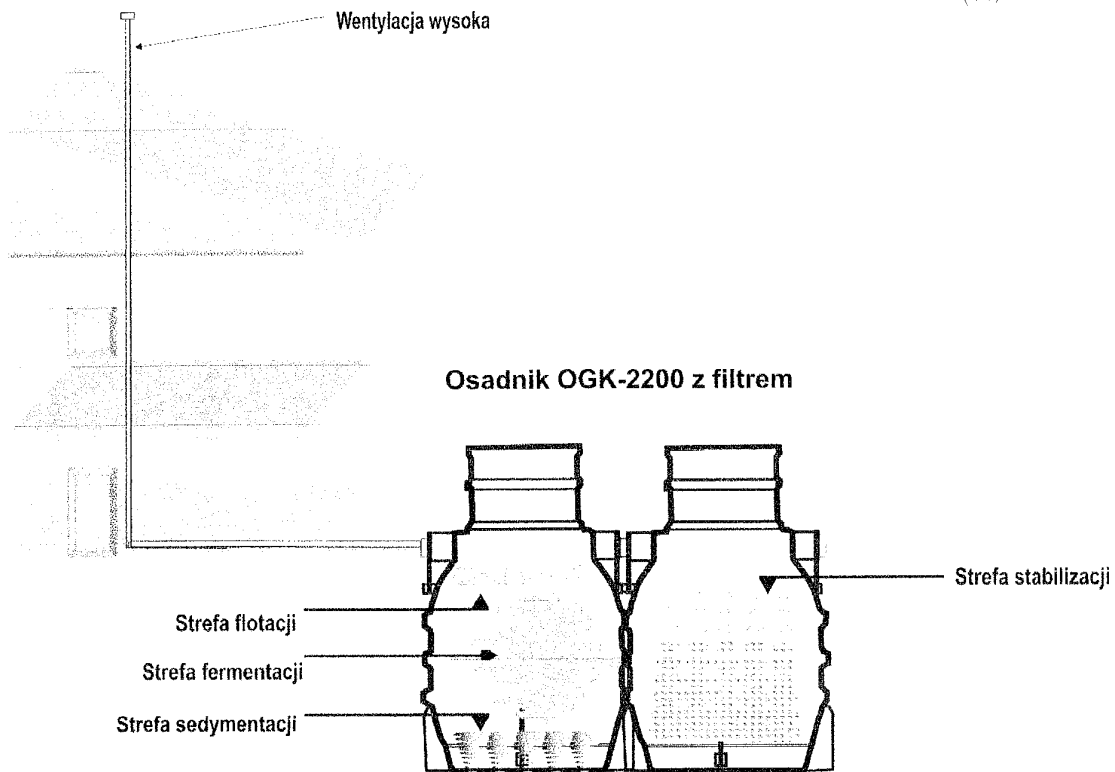 Wentylacja wysoka
Osadnik OGK-2200 z filtrem
Strefa stabilizacji
Strefa flotacji
Strefa fermentacji
Strefa sedymentacji